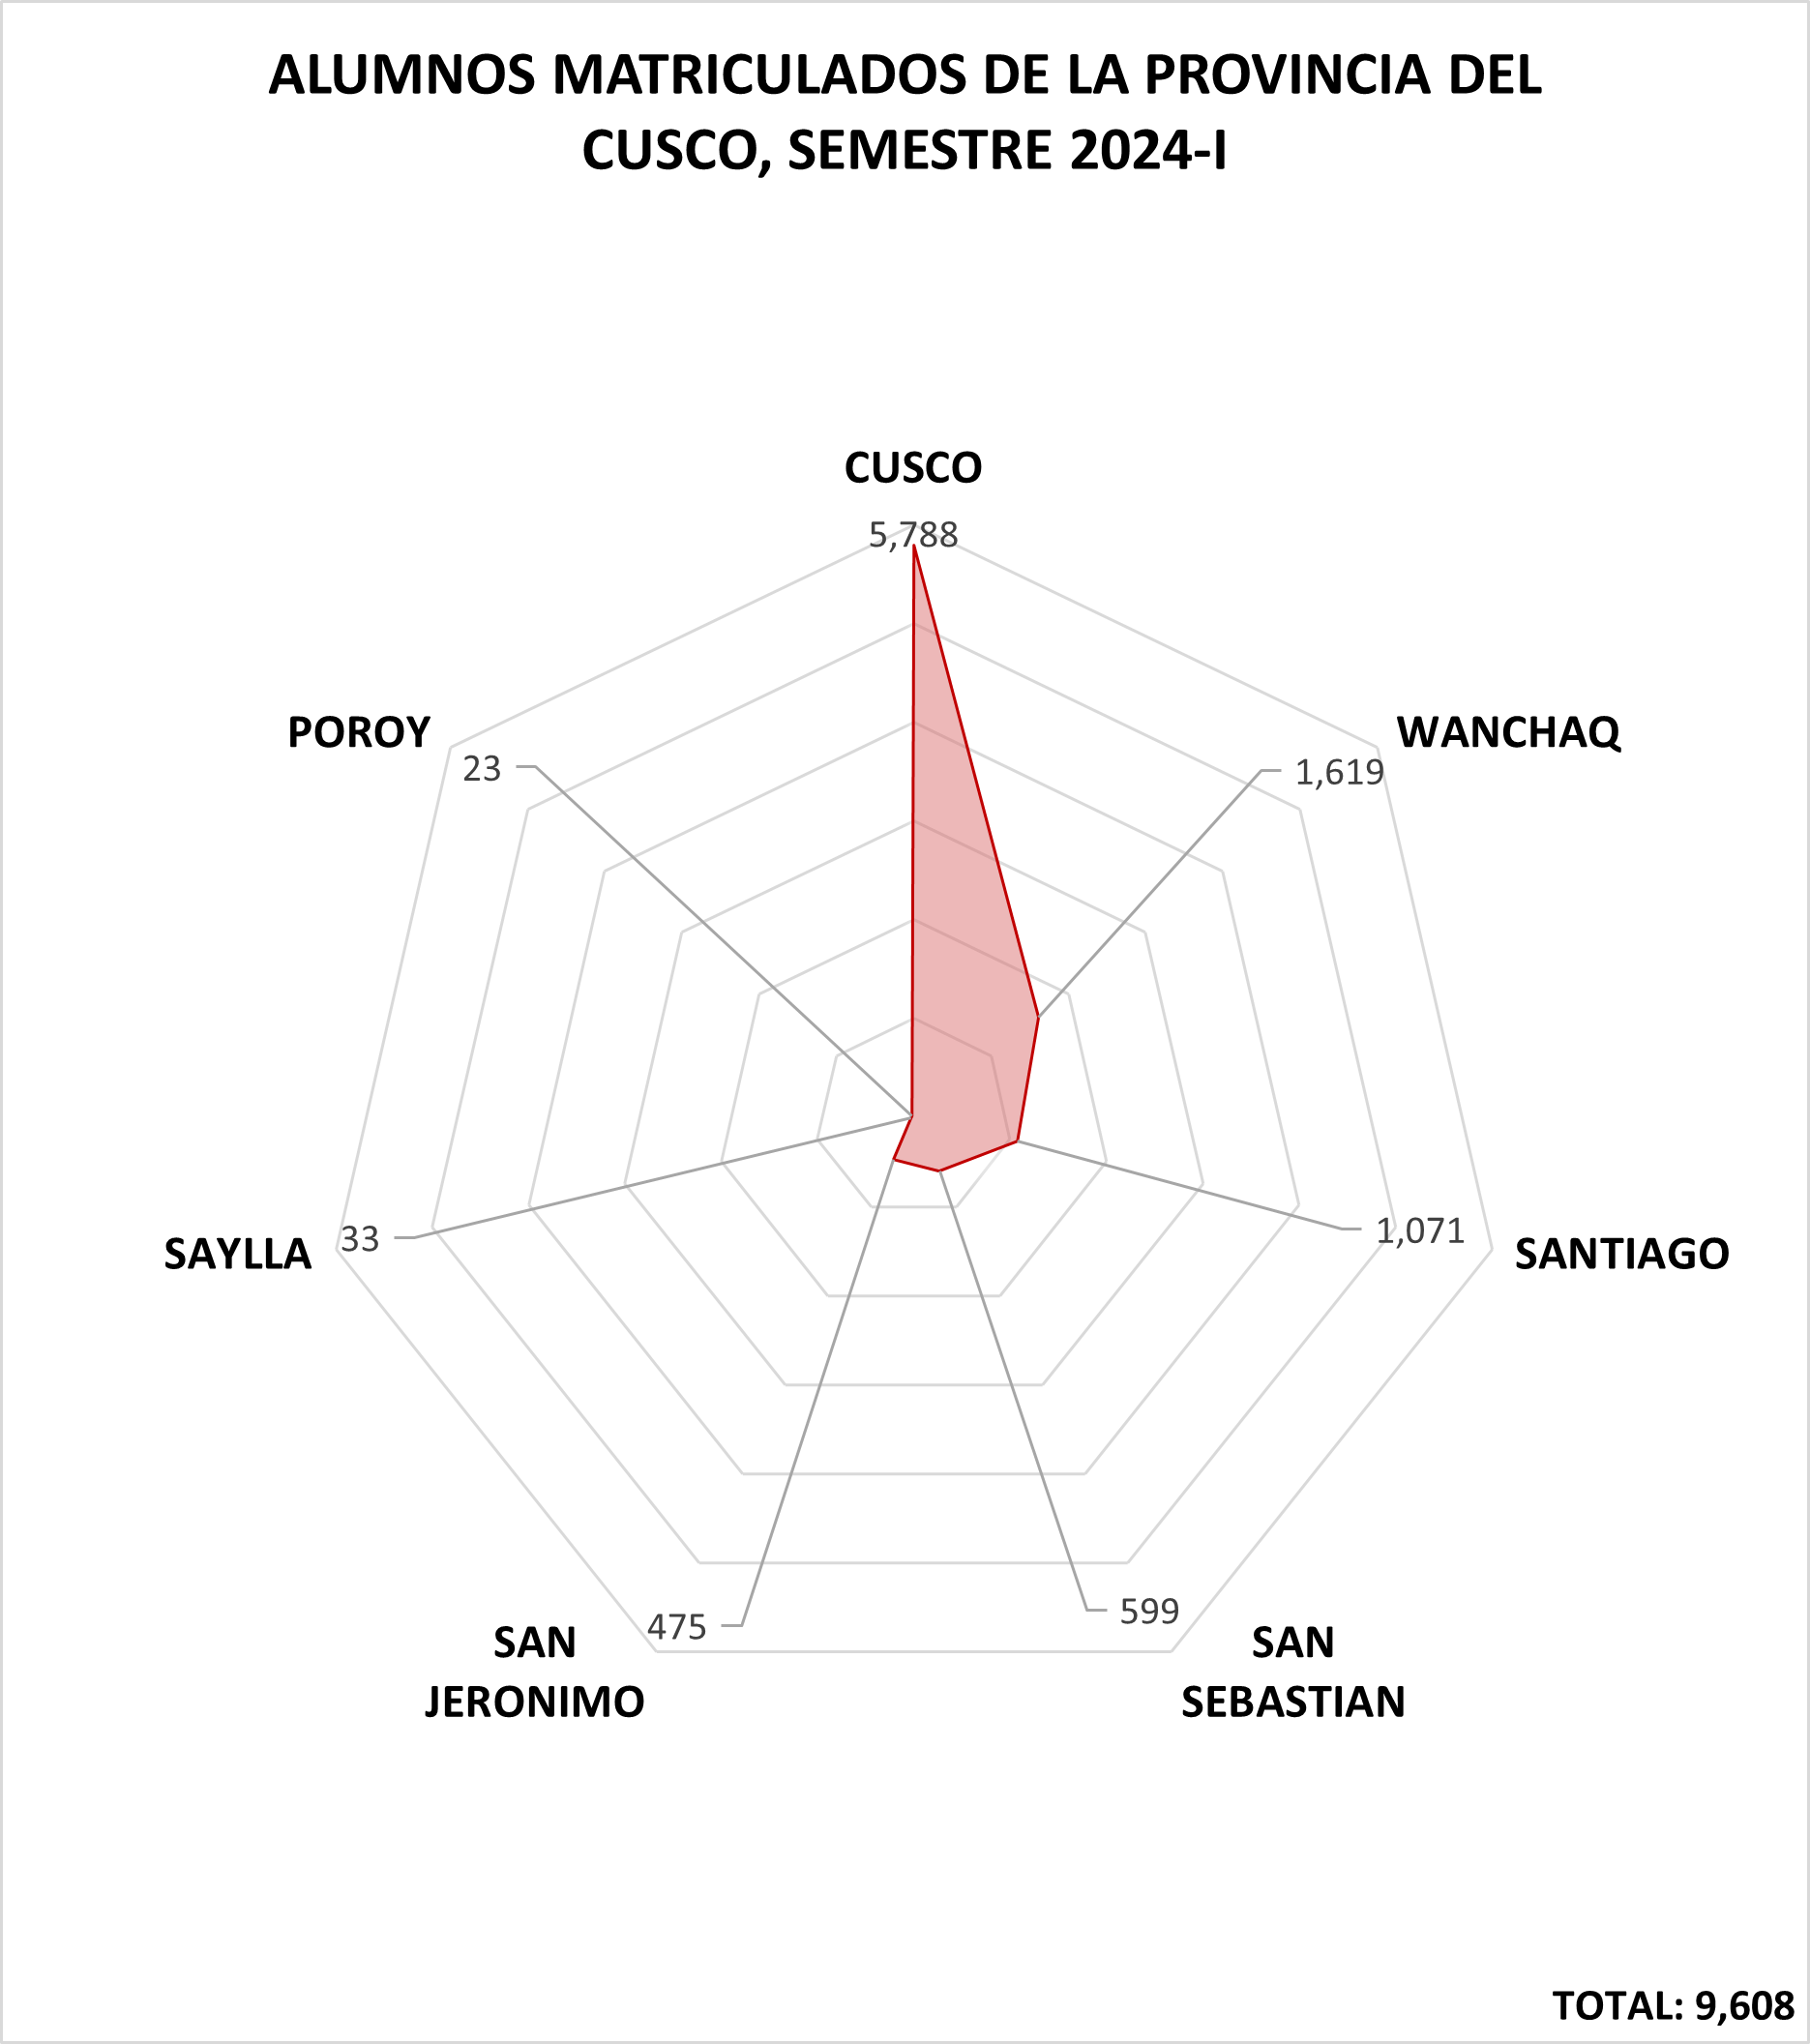 ALUMNOS MATRICULADOS DE LA PROVINCIA DEL
CUSCO, SEMESTRE 2024-I
CUSCO
5,788
WANCHAQ
1,619
SANTIAGO
1,071
SAN
SEBASTIAN
599
SAN
JERONIMO
475
SAYLLA
33
POROY
23
TOTAL: 9,608